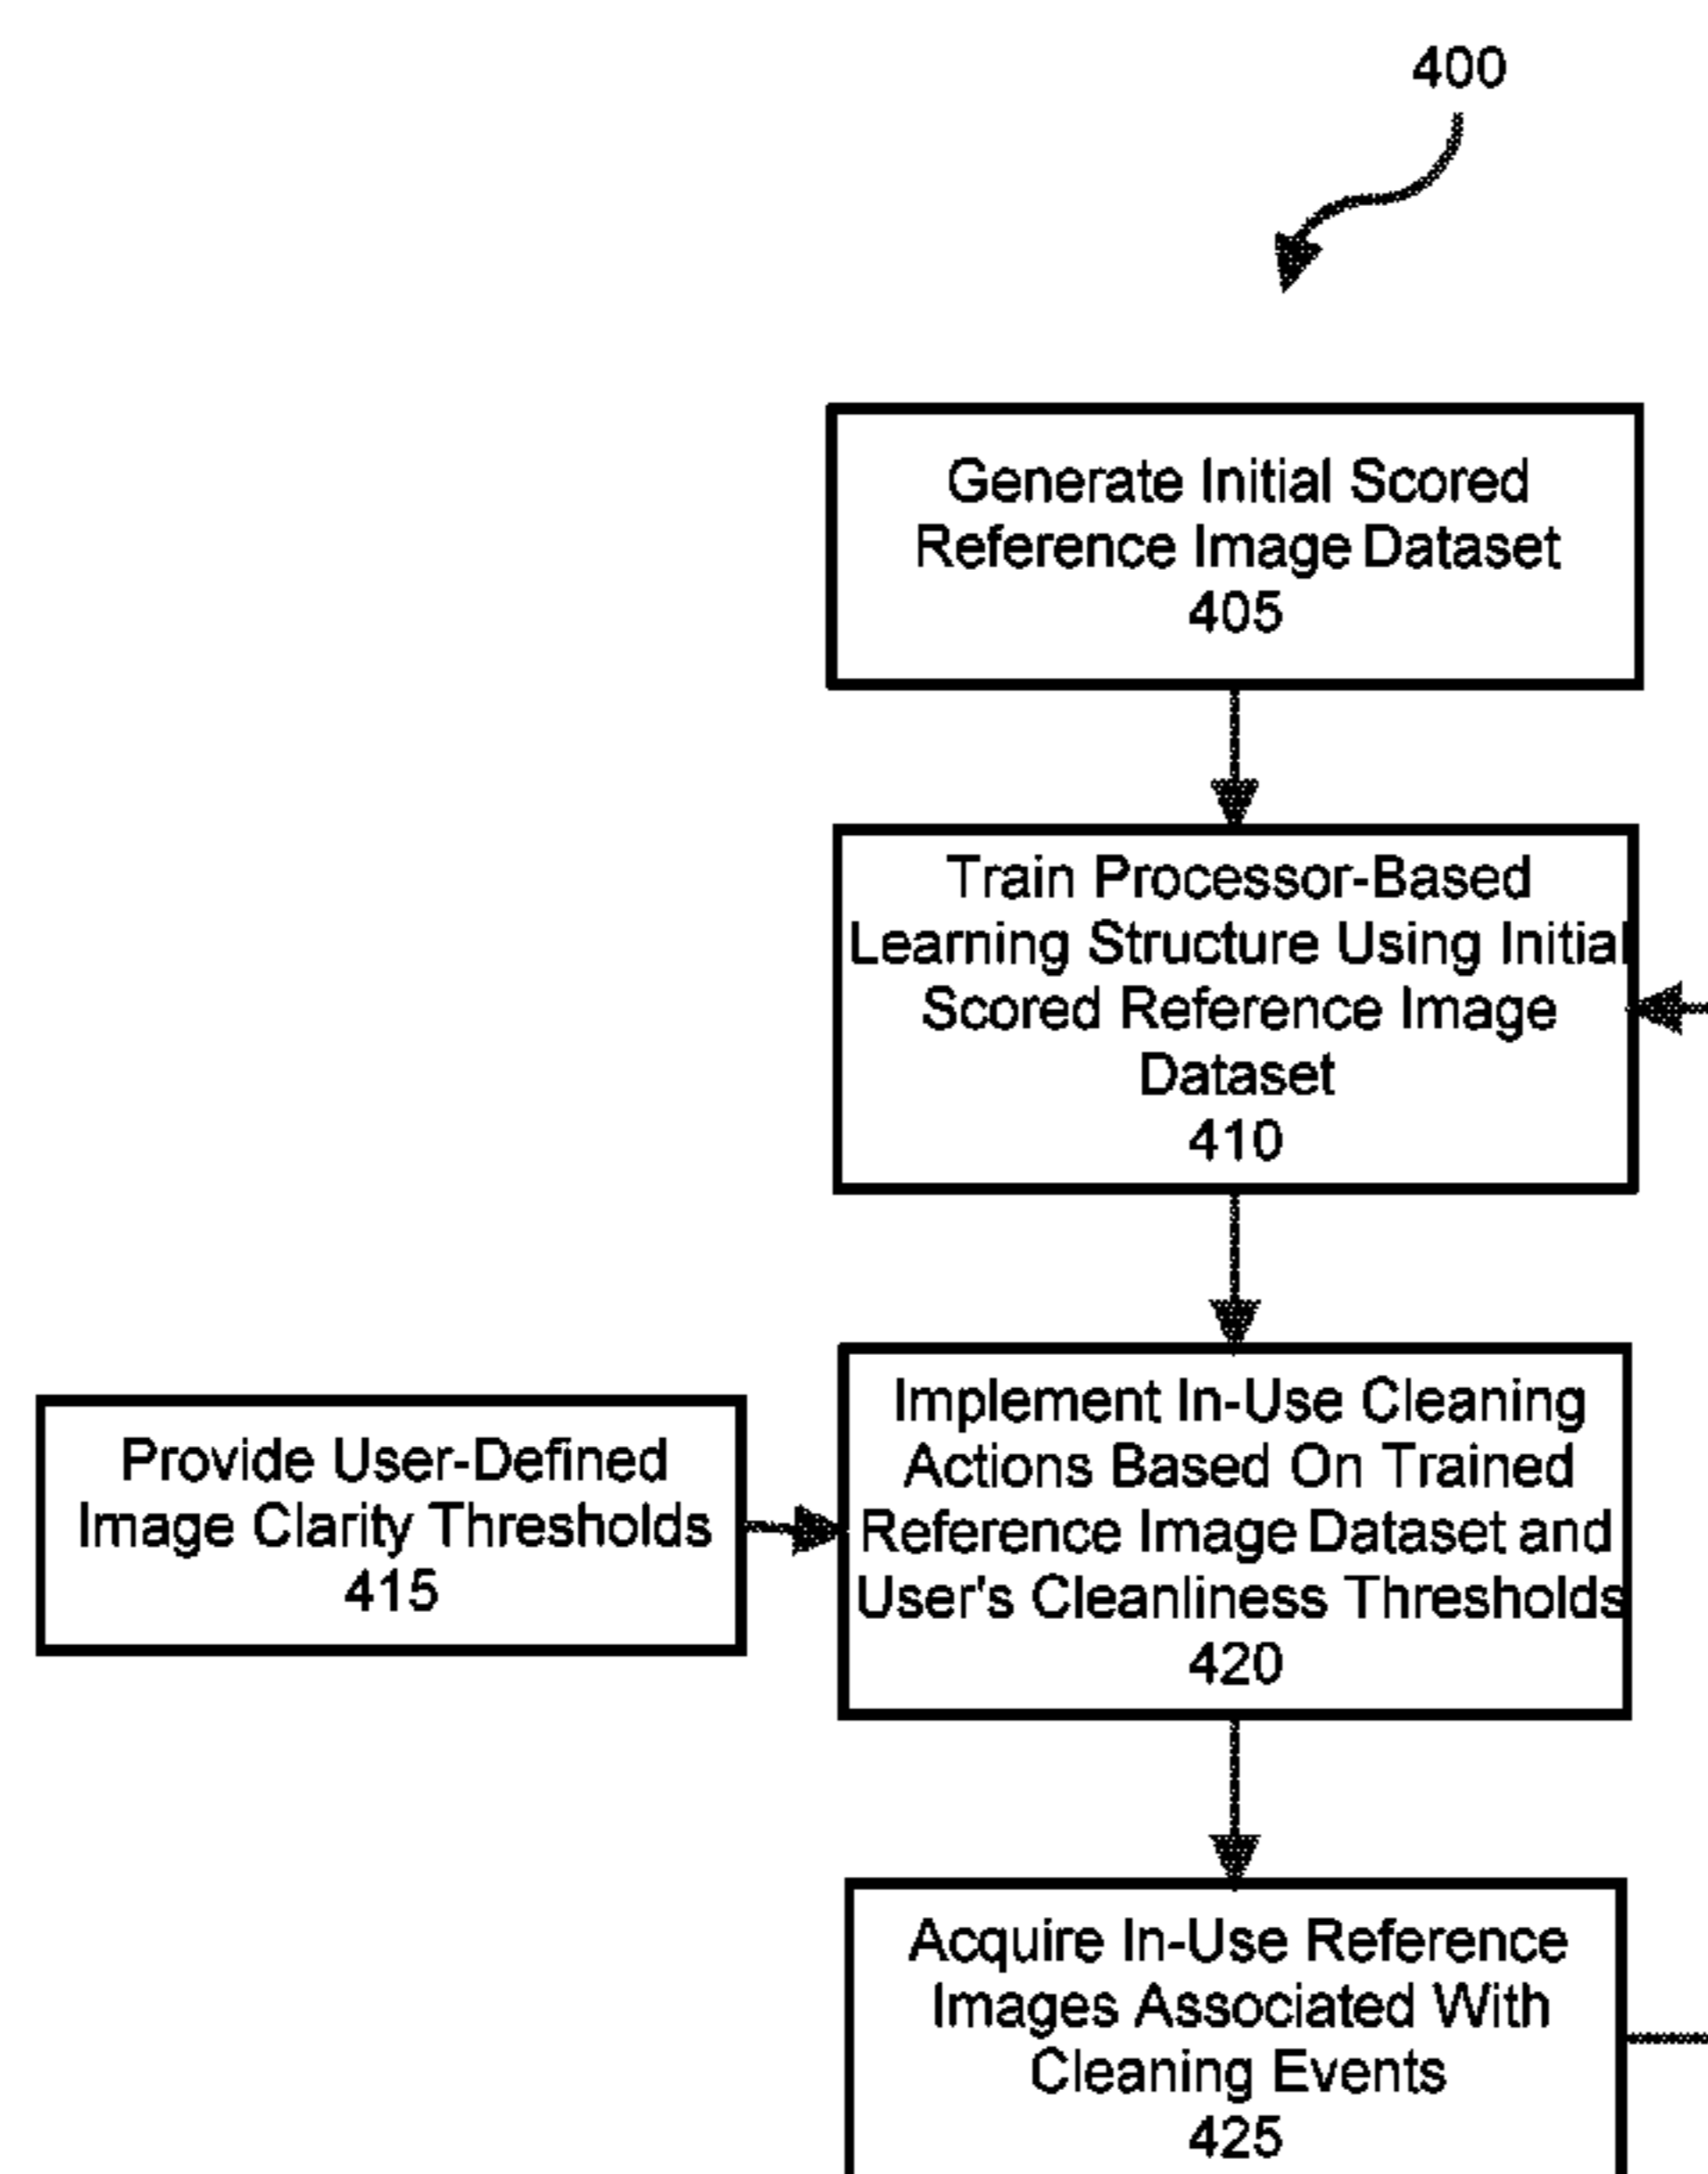 400
Generate Initial Scored
Reference Image Dataset
405
Train Processor-Based
Learning Structure Using Initial
Scored Reference Image
Dataset
410
Provide User-Defined
Image Clarity Thresholds
415
Implement In-Use Cleaning
Actions Based On Trained
Reference Image Dataset and
User's Cleanliness Thresholds
420
Acquire In-Use Reference
Images Associated With
Cleaning Events
425